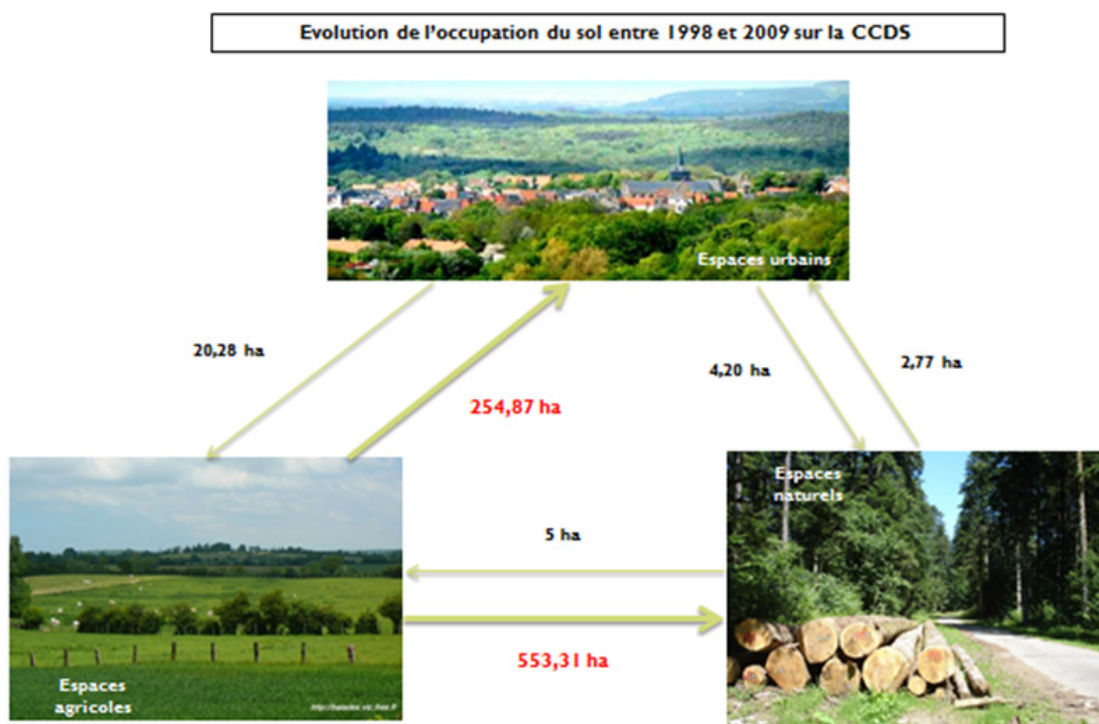 Evolution de l'occupation du sol entre 1998 et 2009 sur la CCDS
Espaces urbains
20,28 ha
254,87 ha
4,20 ha
2,77 ha
Espaces
naturels
5 ha
553,31 ha
Espaces
agricoles